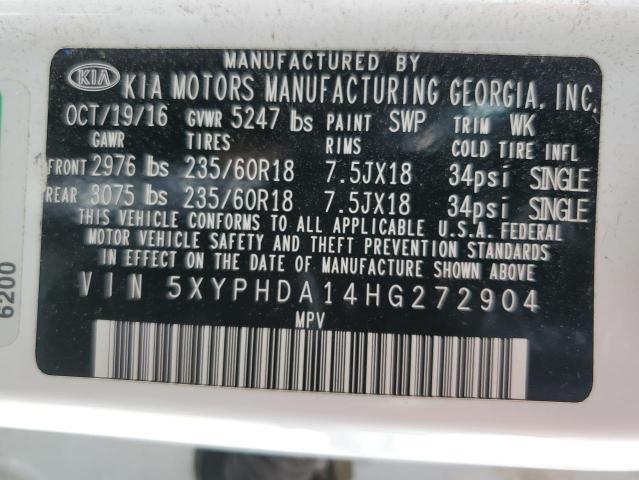 MANUFACTURED BY
KIA KIA MOTORS MANUFACTURING GEORGIA, INC.
OCT/19/16 GVWR 5247 lbs PAINT SWP TRIM WK
GAWR TIRES RIMS COLD TIRE INFL
FRONT 2976 lbs 235/60R18 7.5JX18 34psi SINGLE
REAR 3075 lbs 235/60R18 7.5JX18 34psi SINGLE
THIS VEHICLE CONFORMS TO ALL APPLICABLE U.S.A. FEDERAL
MOTOR VEHICLE SAFETY AND THEFT PREVENTION STANDARDS
IN EFFECT ON THE DATE OF MANUFACTURE SHOWN ABOVE.
VIN 5XYPHDA14HG272904
MPV
6200